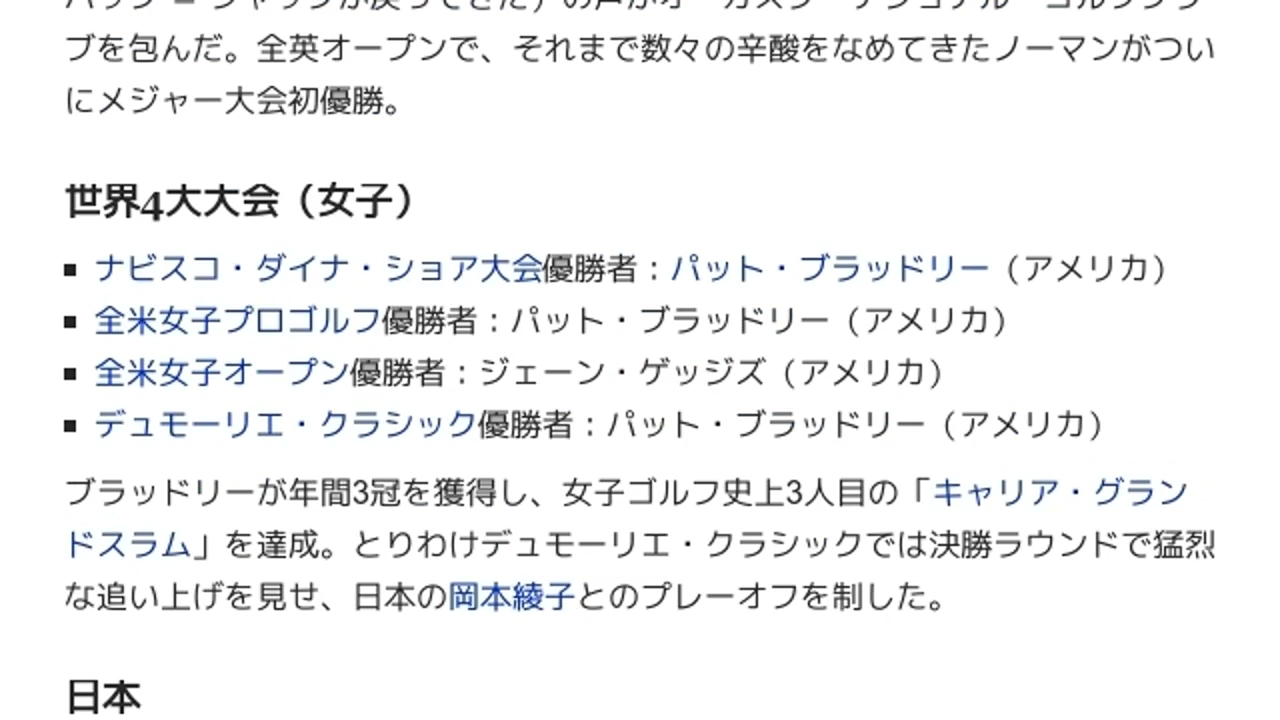 ブを包んだ。全英オープンで、それまで数々の辛酸をなめてきたノーマンがつい
にメジャー大会初優勝。
世界4大大会（女子）
▪ ナビスコ・ダイナ・ショア大会優勝者：パット・ブラッドリー（アメリカ）
▪ 全米女子プロゴルフ優勝者：パット・ブラッドリー（アメリカ）
▪ 全米女子オープン優勝者：ジェーン・ゲッジズ（アメリカ）
▪ デュモーリエ・クラシック優勝者：パット・ブラッドリー（アメリカ）
ブラッドリーが年間3冠を獲得し、女子ゴルフ史上3人目の「キャリア・グラン
ドスラム」を達成。とりわけデュモーリエ・クラシックでは決勝ラウンドで猛烈
な追い上げを見せ、日本の岡本綾子とのプレーオフを制した。
日本